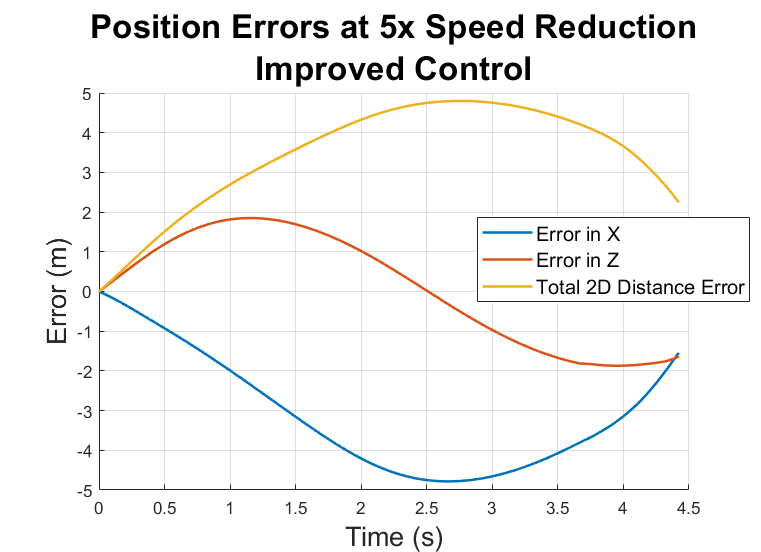 Position Errors at 5x Speed Reduction
Improved Control
5
4
3
2
1
0
-1
-2
-3
-4
-5
Error (m)
Error in X
Error in Z
Total 2D Distance Error
0 0.5 1 1.5 2 2.5 3 3.5 4 4.5
Time (s)